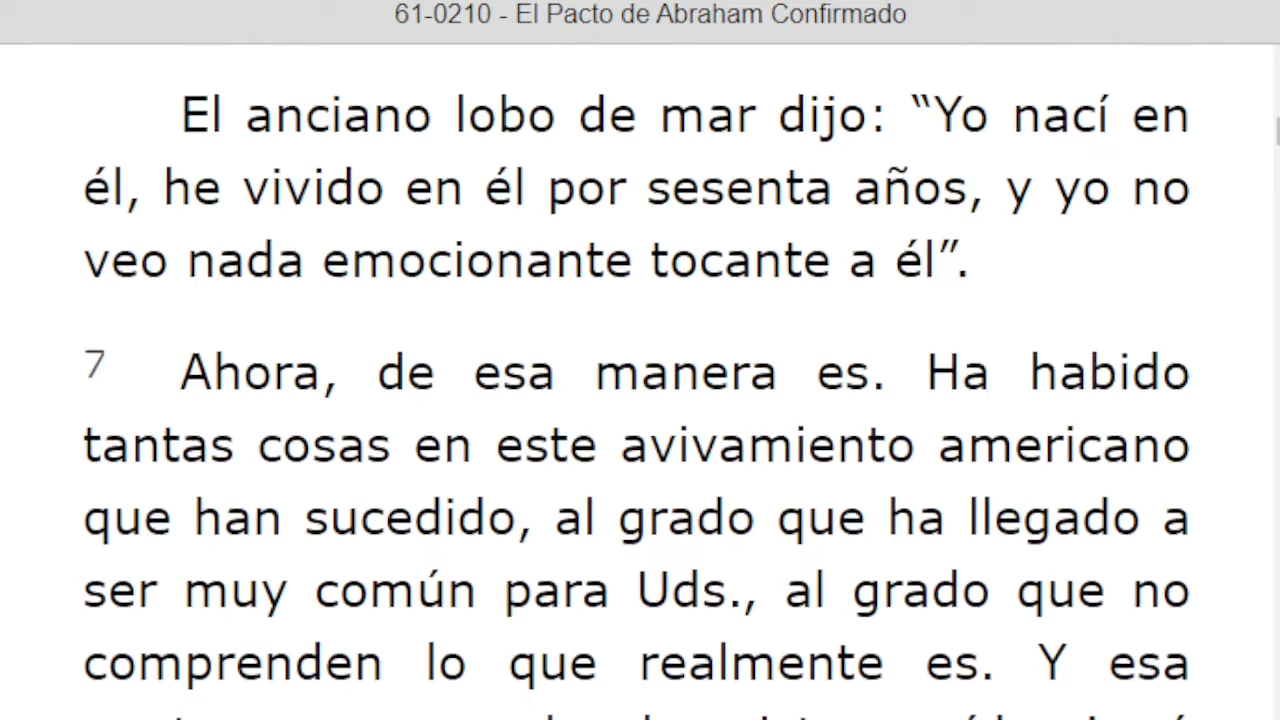 61-0210 - El Pacto de Abraham Confirmado
El anciano lobo de mar dijo: “Yo nací en
él, he vivido en él por sesenta años, y yo no
veo nada emocionante tocante a él”.
7 Ahora, de esa manera es. Ha habido
tantas cosas en este avivamiento americano
que han sucedido, al grado que ha llegado a
ser muy común para Uds., al grado que no
comprenden lo que realmente es. Y esa